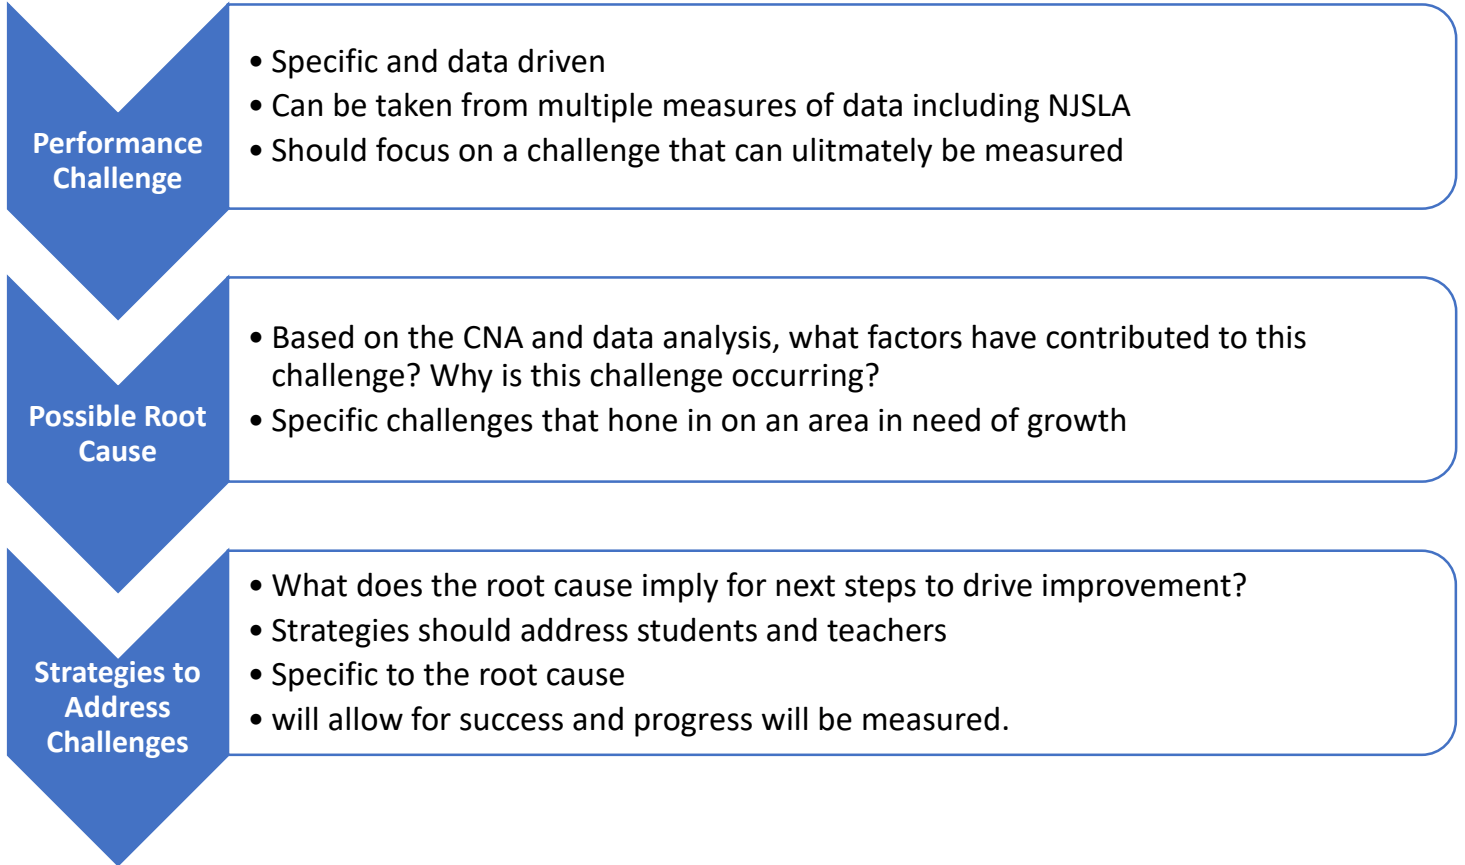 Performance
Challenge
• Specific and data driven
• Can be taken from multiple measures of data including NJSLA
• Should focus on a challenge that can ulitmately be measured
Possible Root
Cause
• Based on the CNA and data analysis, what factors have contributed to this
challenge? Why is this challenge occurring?
• Specific challenges that hone in on an area in need of growth
Strategies to
Address
Challenges
• What does the root cause imply for next steps to drive improvement?
• Strategies should address students and teachers
• Specific to the root cause
• will allow for success and progress will be measured.